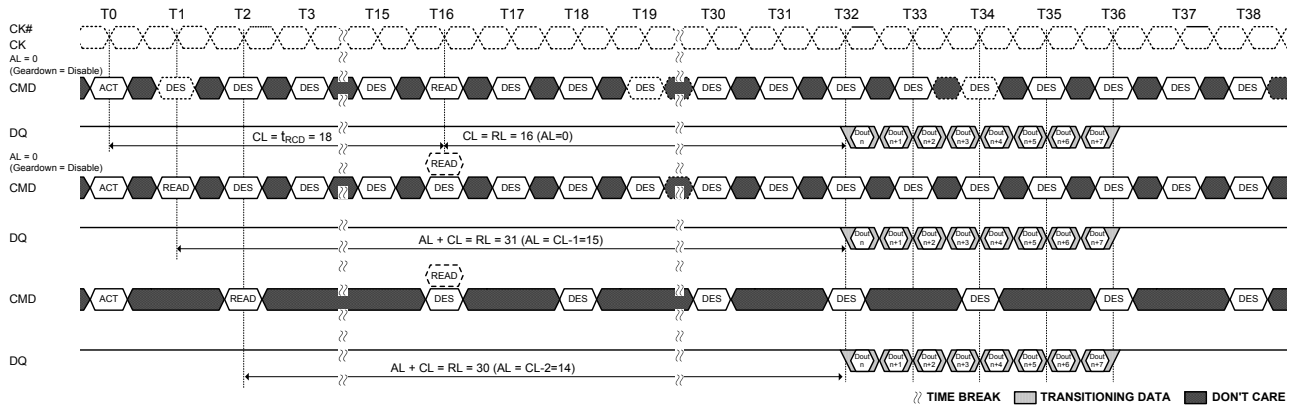 T0 T1 T2 T3 T15 T16 T17 T18 T19 T30 T31 T32 T33 T34 T35 T36 T37 T38
CK#
CK
AL = 0
(Geardown = Disable)
CMD ACT DES DES DES DES READ DES DES DES DES DES DES DES DES DES DES DES DES
DQ CL = tRCD = 18 CL = RL = 16 (AL=0) Dout n Dout n+1 Dout n+2 Dout n+3 Dout n+4 Dout n+5 Dout n+6 Dout n+7
AL = 0
(Geardown = Disable)
READ
CMD ACT READ DES DES DES DES DES DES DES DES DES DES DES DES DES DES DES DES
DQ AL + CL = RL = 31 (AL = CL-1=15) Dout n Dout n+1 Dout n+2 Dout n+3 Dout n+4 Dout n+5 Dout n+6 Dout n+7
READ
CMD ACT READ DES DES DES DES DES DES DES
DQ AL + CL = RL = 30 (AL = CL-2=14) Dout n Dout n+1 Dout n+2 Dout n+3 Dout n+4 Dout n+5 Dout n+6 Dout n+7
TIME BREAK TRANSITIONING DATA DON'T CARE